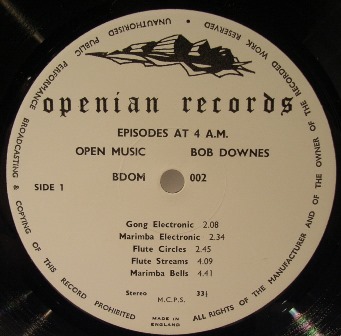 UNAUTHORISED PUBLIC PERFORMANCE BROADCASTING & COPYING OF THIS RECORD PROHIBITED
ALL RIGHTS OF THE MANUFACTURER AND OF THE OWNER OF THE RECORDED WORK RESERVED
openian records
EPISODES AT 4 A.M.
OPEN MUSIC BOB DOWNES
BDOM 002
SIDE 1
Gong Electronic 2.08
Marimba Electronic 2.34
Flute Circles 2.45
Flute Streams 4.09
Marimba Bells 4.41
Stereo 33⅓
M.C.P.S.
MADE IN
ENGLAND